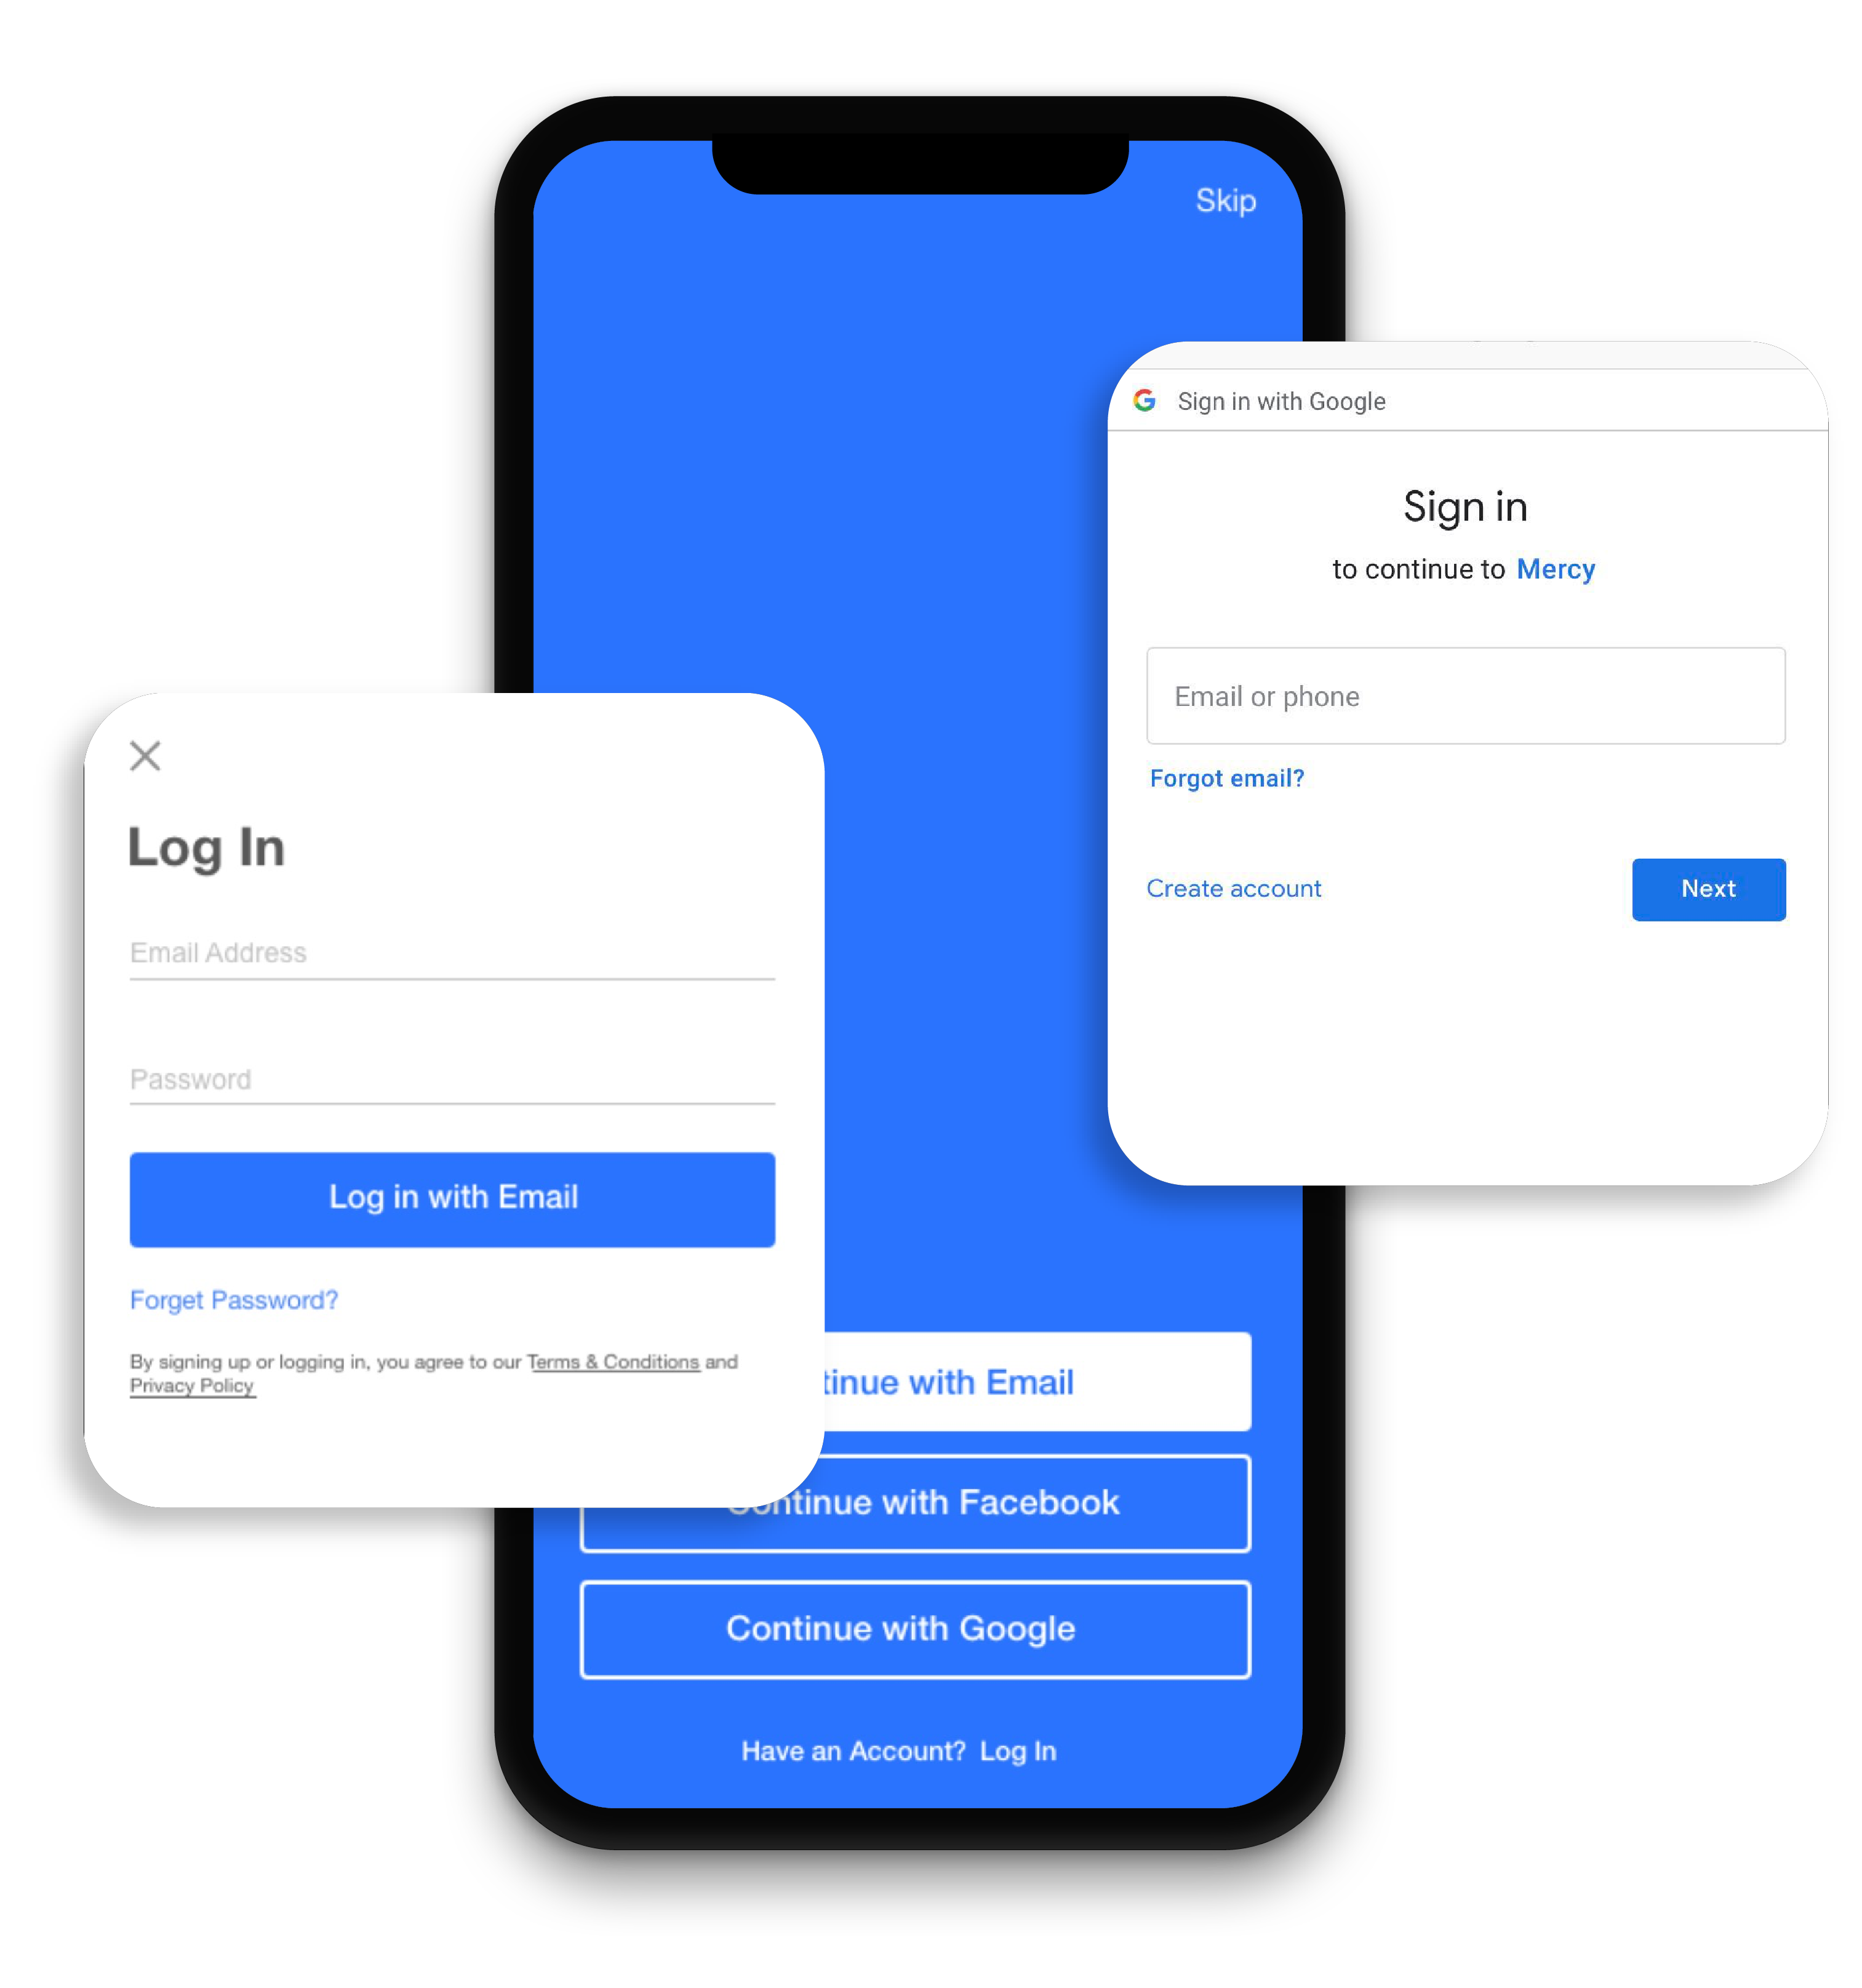 Skip
Sign in with Google
Sign in
to continue to Mercy
Email or phone
Forgot email?
Create account
Next
Log In
Email Address
Password
Log in with Email
Forget Password?
By signing up or logging in, you agree to our Terms & Conditions and
Privacy Policy
tinue with Email
Continue with Facebook
Continue with Google
Have an Account? Log In